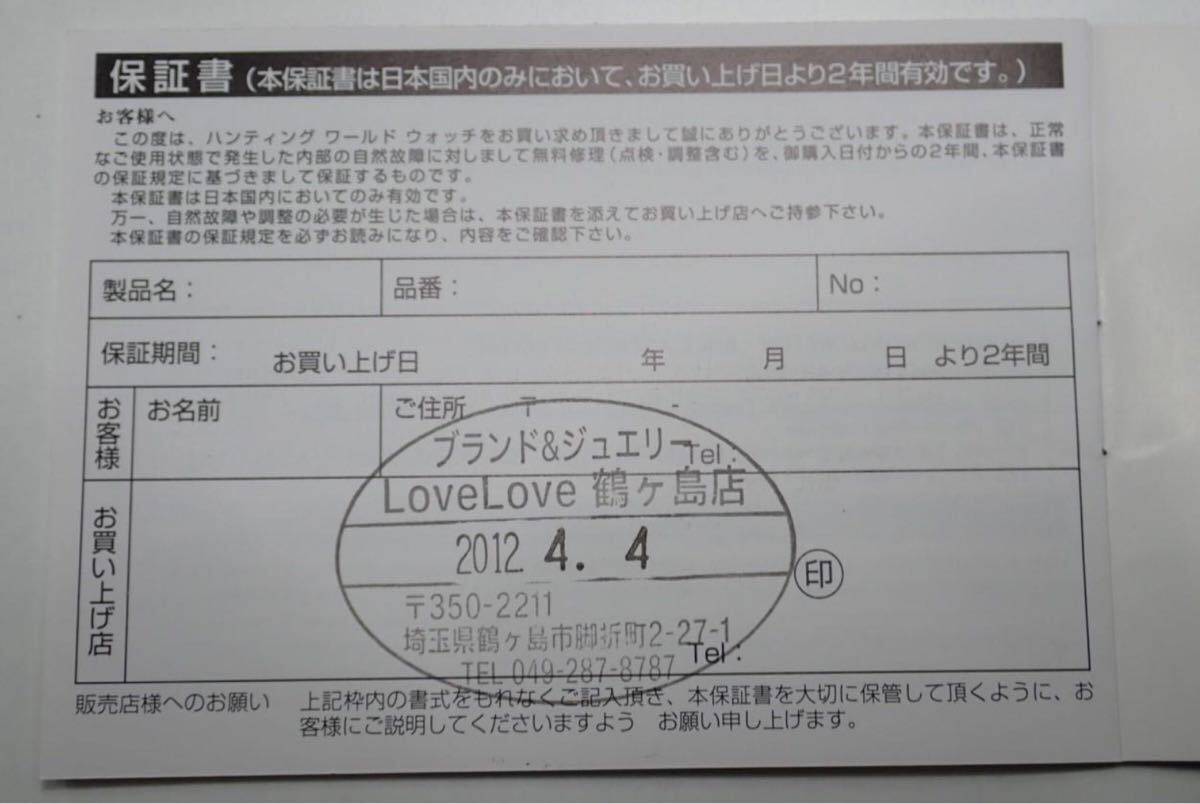 保証書（本保証書は日本国内のみにおいて、お買い上げ日より2年間有効です。）
お客様へ
この度は、ハンティング ワールド ウォッチをお買い求め頂きまして誠にありがとうございます。本保証書は、正常
なご使用状態で発生した内部の自然故障に対しまして無料修理（点検・調整含む）を、御購入日付からの2年間、本保証書
の保証規定に基づきまして保証するものです。
本保証書は日本国内においてのみ有効です。
万一、自然故障や調整の必要が生じた場合は、本保証書を添えてお買い上げ店へご持参下さい。
本保証書の保証規定を必ずお読みになり、内容をご確認下さい。
製品名： 品番： No：
保証期間： お買い上げ日 年 月 日 より2年間
お客様 お名前 ご住所 〒 -
Tel：
お買い上げ店
ブランド&ジュエリー
LoveLove 鶴ヶ島店
2012 4. 4
〒350-2211
埼玉県鶴ヶ島市脚折町2-27-1
TEL 049-287-8787
印
Tel：
販売店様へのお願い 上記枠内の書式をもれなくご記入頂き、本保証書を大切に保管して頂くように、お
客様にご説明してくださいますよう お願い申し上げます。